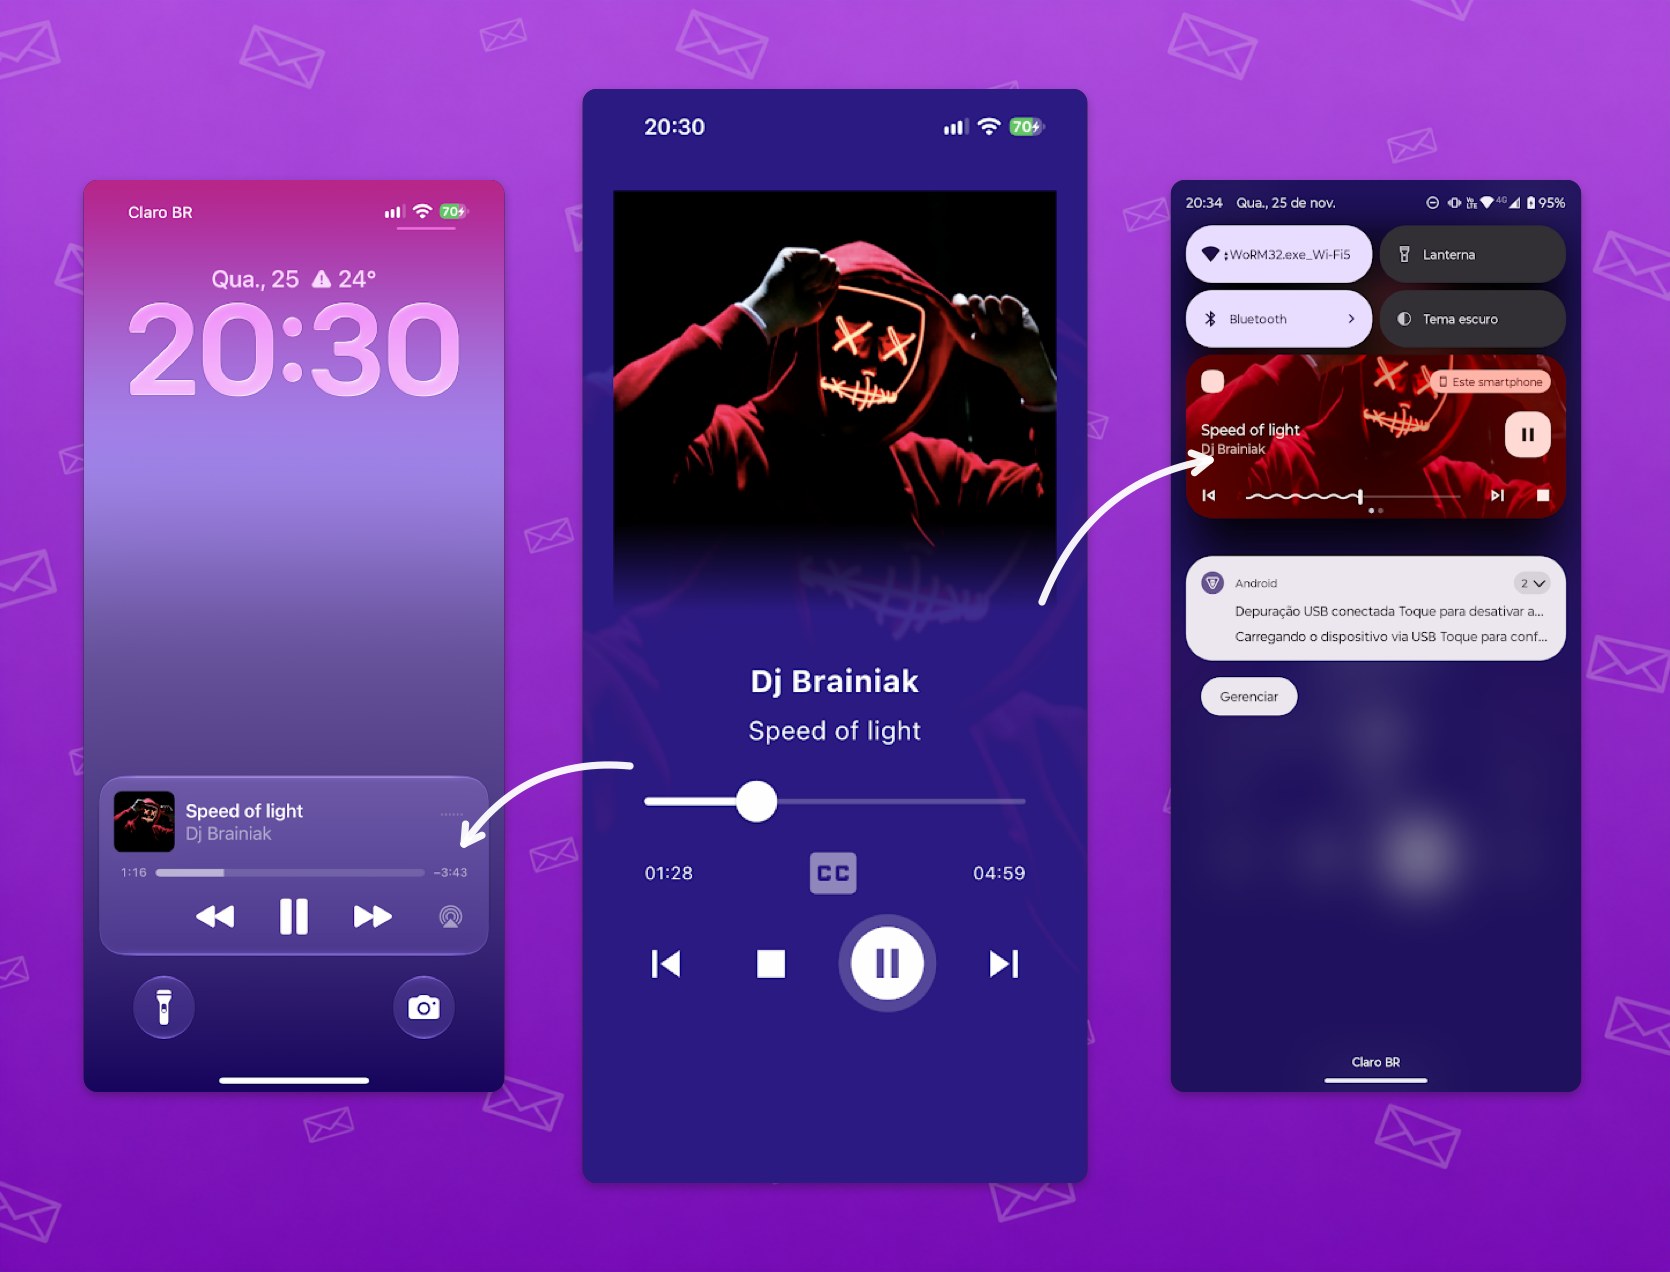 Claro BR
70
Qua., 25 24°
20:30
Speed of light
Dj Brainiak
1:16 -3:43
20:30 70
Dj Brainiak
Speed of light
01:28 CC 04:59
20:34 Qua., 25 de nov. Vo LTE 4G 95%
WoRM32.exe_Wi-Fi5
Lanterna
Bluetooth
Tema escuro
Este smartphone
Speed of light
Dj Brainiak
Android 2
Depuração USB conectada Toque para desativar a...
Carregando o dispositivo via USB Toque para conf...
Gerenciar
Claro BR